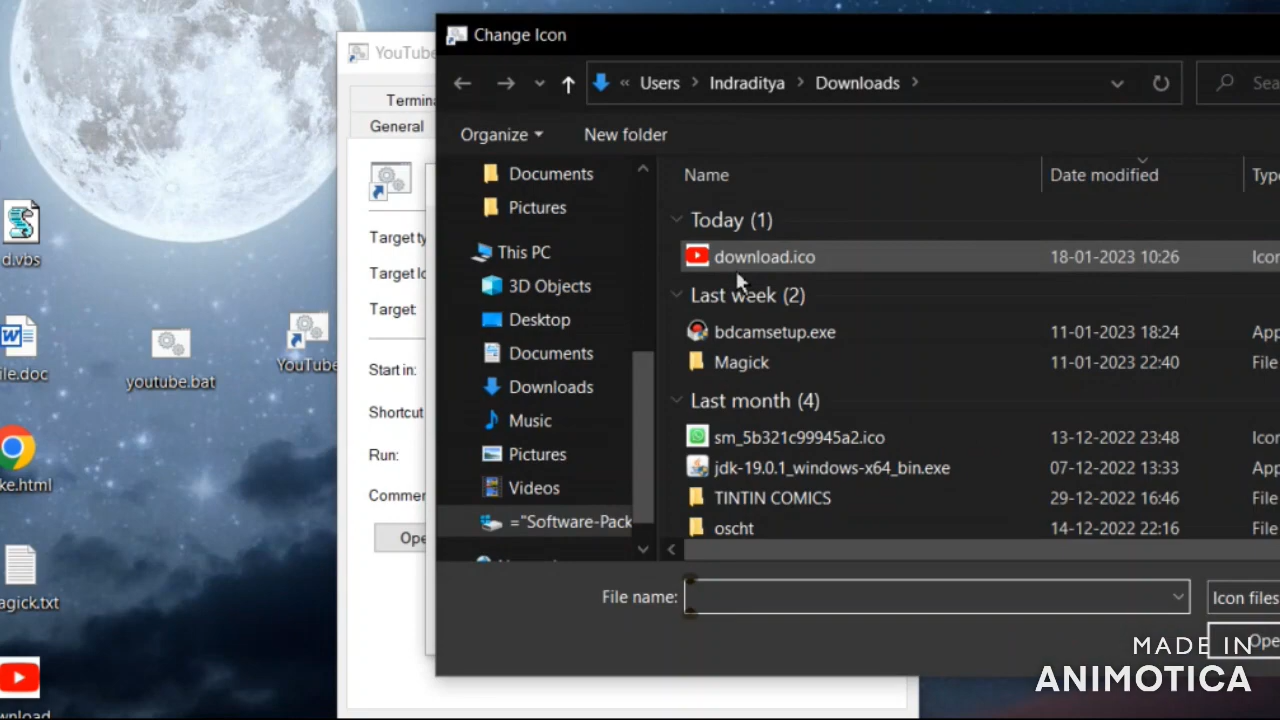 Change Icon
YouTube
« Users > Indraditya > Downloads >
Sea
Termina
General
Organize
New folder
Documents
Pictures
This PC
3D Objects
Desktop
Documents
Downloads
Music
Pictures
Videos
="Software-Pack
Name
Date modified
Type
Today (1)
download.ico
18-01-2023 10:26
Icon
Last week (2)
bdcamsetup.exe
11-01-2023 18:24
App
Magick
11-01-2023 22:40
File
Last month (4)
sm_5b321c99945a2.ico
13-12-2022 23:48
Icon
jdk-19.0.1_windows-x64_bin.exe
07-12-2022 13:33
App
TINTIN COMICS
29-12-2022 16:46
File
oscht
14-12-2022 22:16
File
File name:
Icon files
Ope
Target ty
Target lo
Target:
Start in:
Shortcut
Run:
Commer
Ope
d.vbs
ile.doc
youtube.bat
YouTube
ke.html
agick.txt
wnload
MADE IN
ANIMOTICA